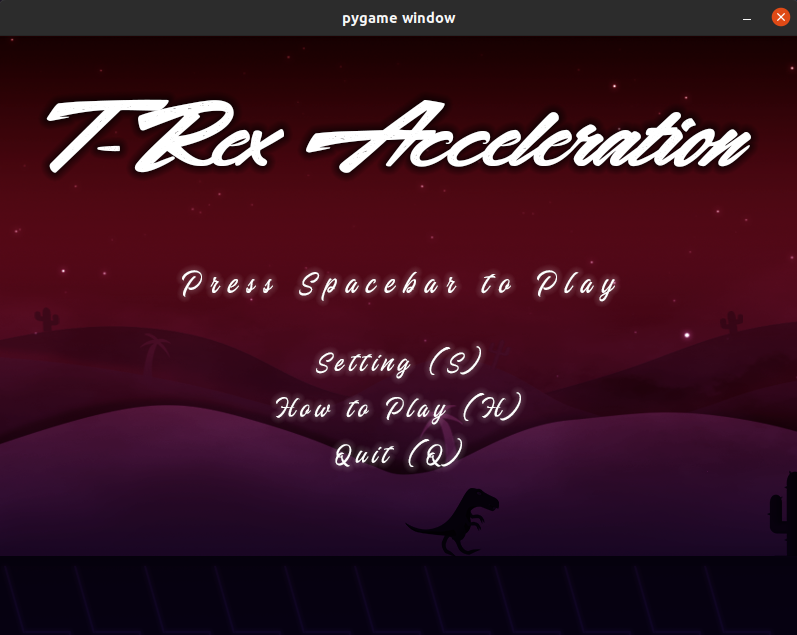 pygame window
T-Rex Acceleration
Press Spacebar to Play
Setting (S)
How to Play (H)
Quit (Q)